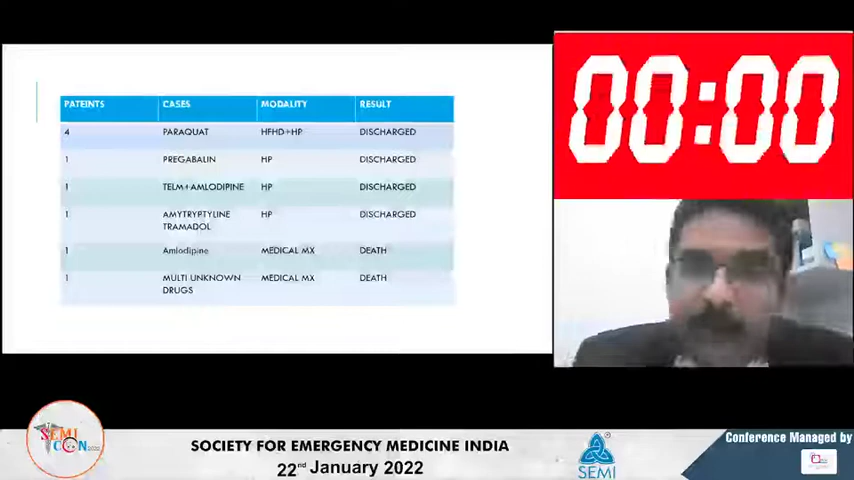 PATEINTS CASES MODALITY RESULT
4 PARAQUAT HFHD+HP DISCHARGED
1 PREGABALIN HP DISCHARGED
1 TELM+AMLODIPINE HP DISCHARGED
1 AMYTRYPTYLINE TRAMADOL HP DISCHARGED
1 Amlodipine MEDICAL MX DEATH
1 MULTI UNKNOWN DRUGS MEDICAL MX DEATH
00:00
SEMI
CON
SOCIETY FOR EMERGENCY MEDICINE INDIA
22nd January 2022
SEMI
Conference Managed by